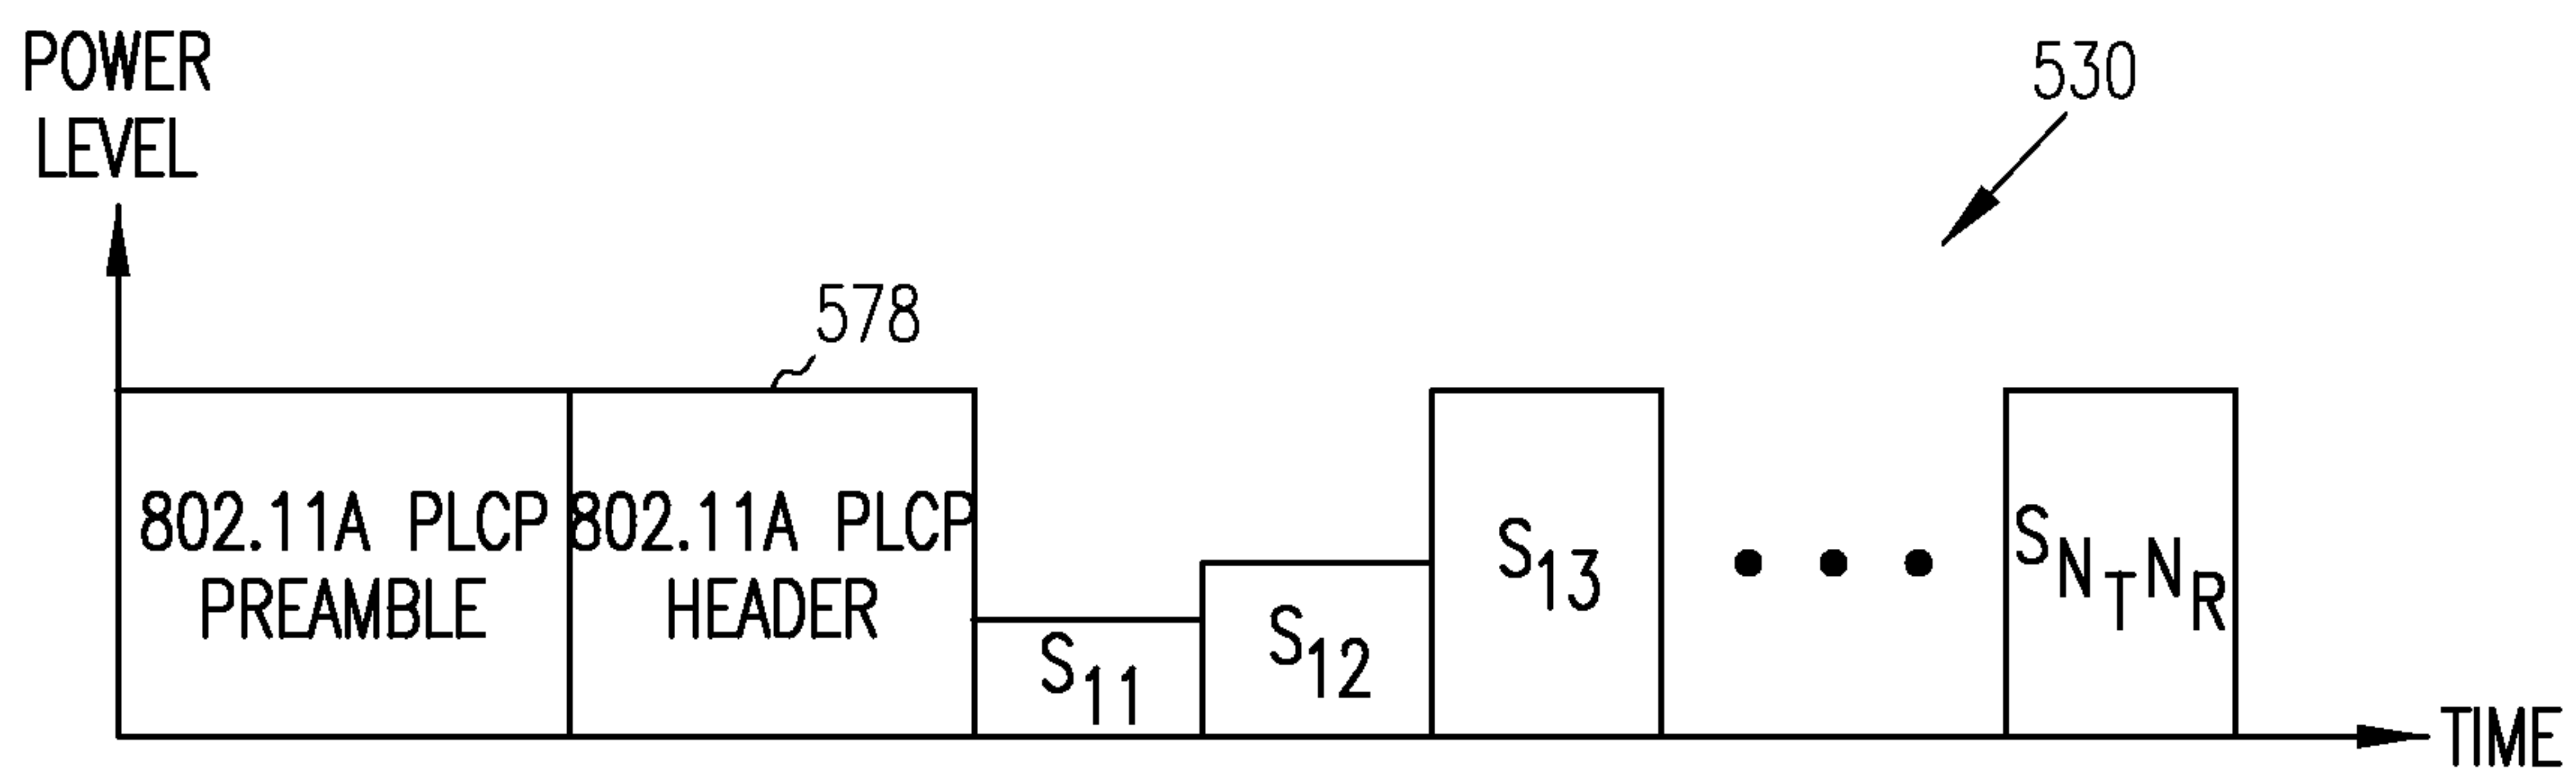 POWER
LEVEL
530
578
802.11A PLCP
PREAMBLE
802.11A PLCP
HEADER
S11
S12
S13
SNTNR
TIME